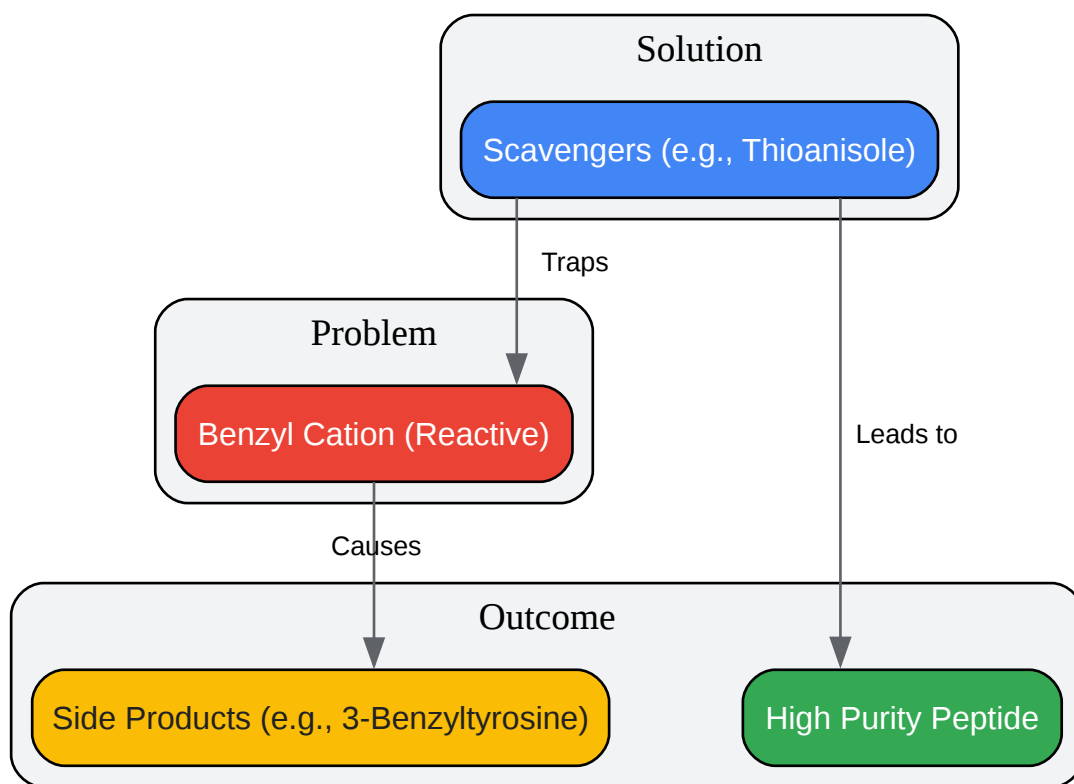 Solution
Scavengers (e.g., Thioanisole)
Traps
Problem
Benzyl Cation (Reactive)
Leads to
Causes
Outcome
Side Products (e.g., 3-Benzyltyrosine)
High Purity Peptide